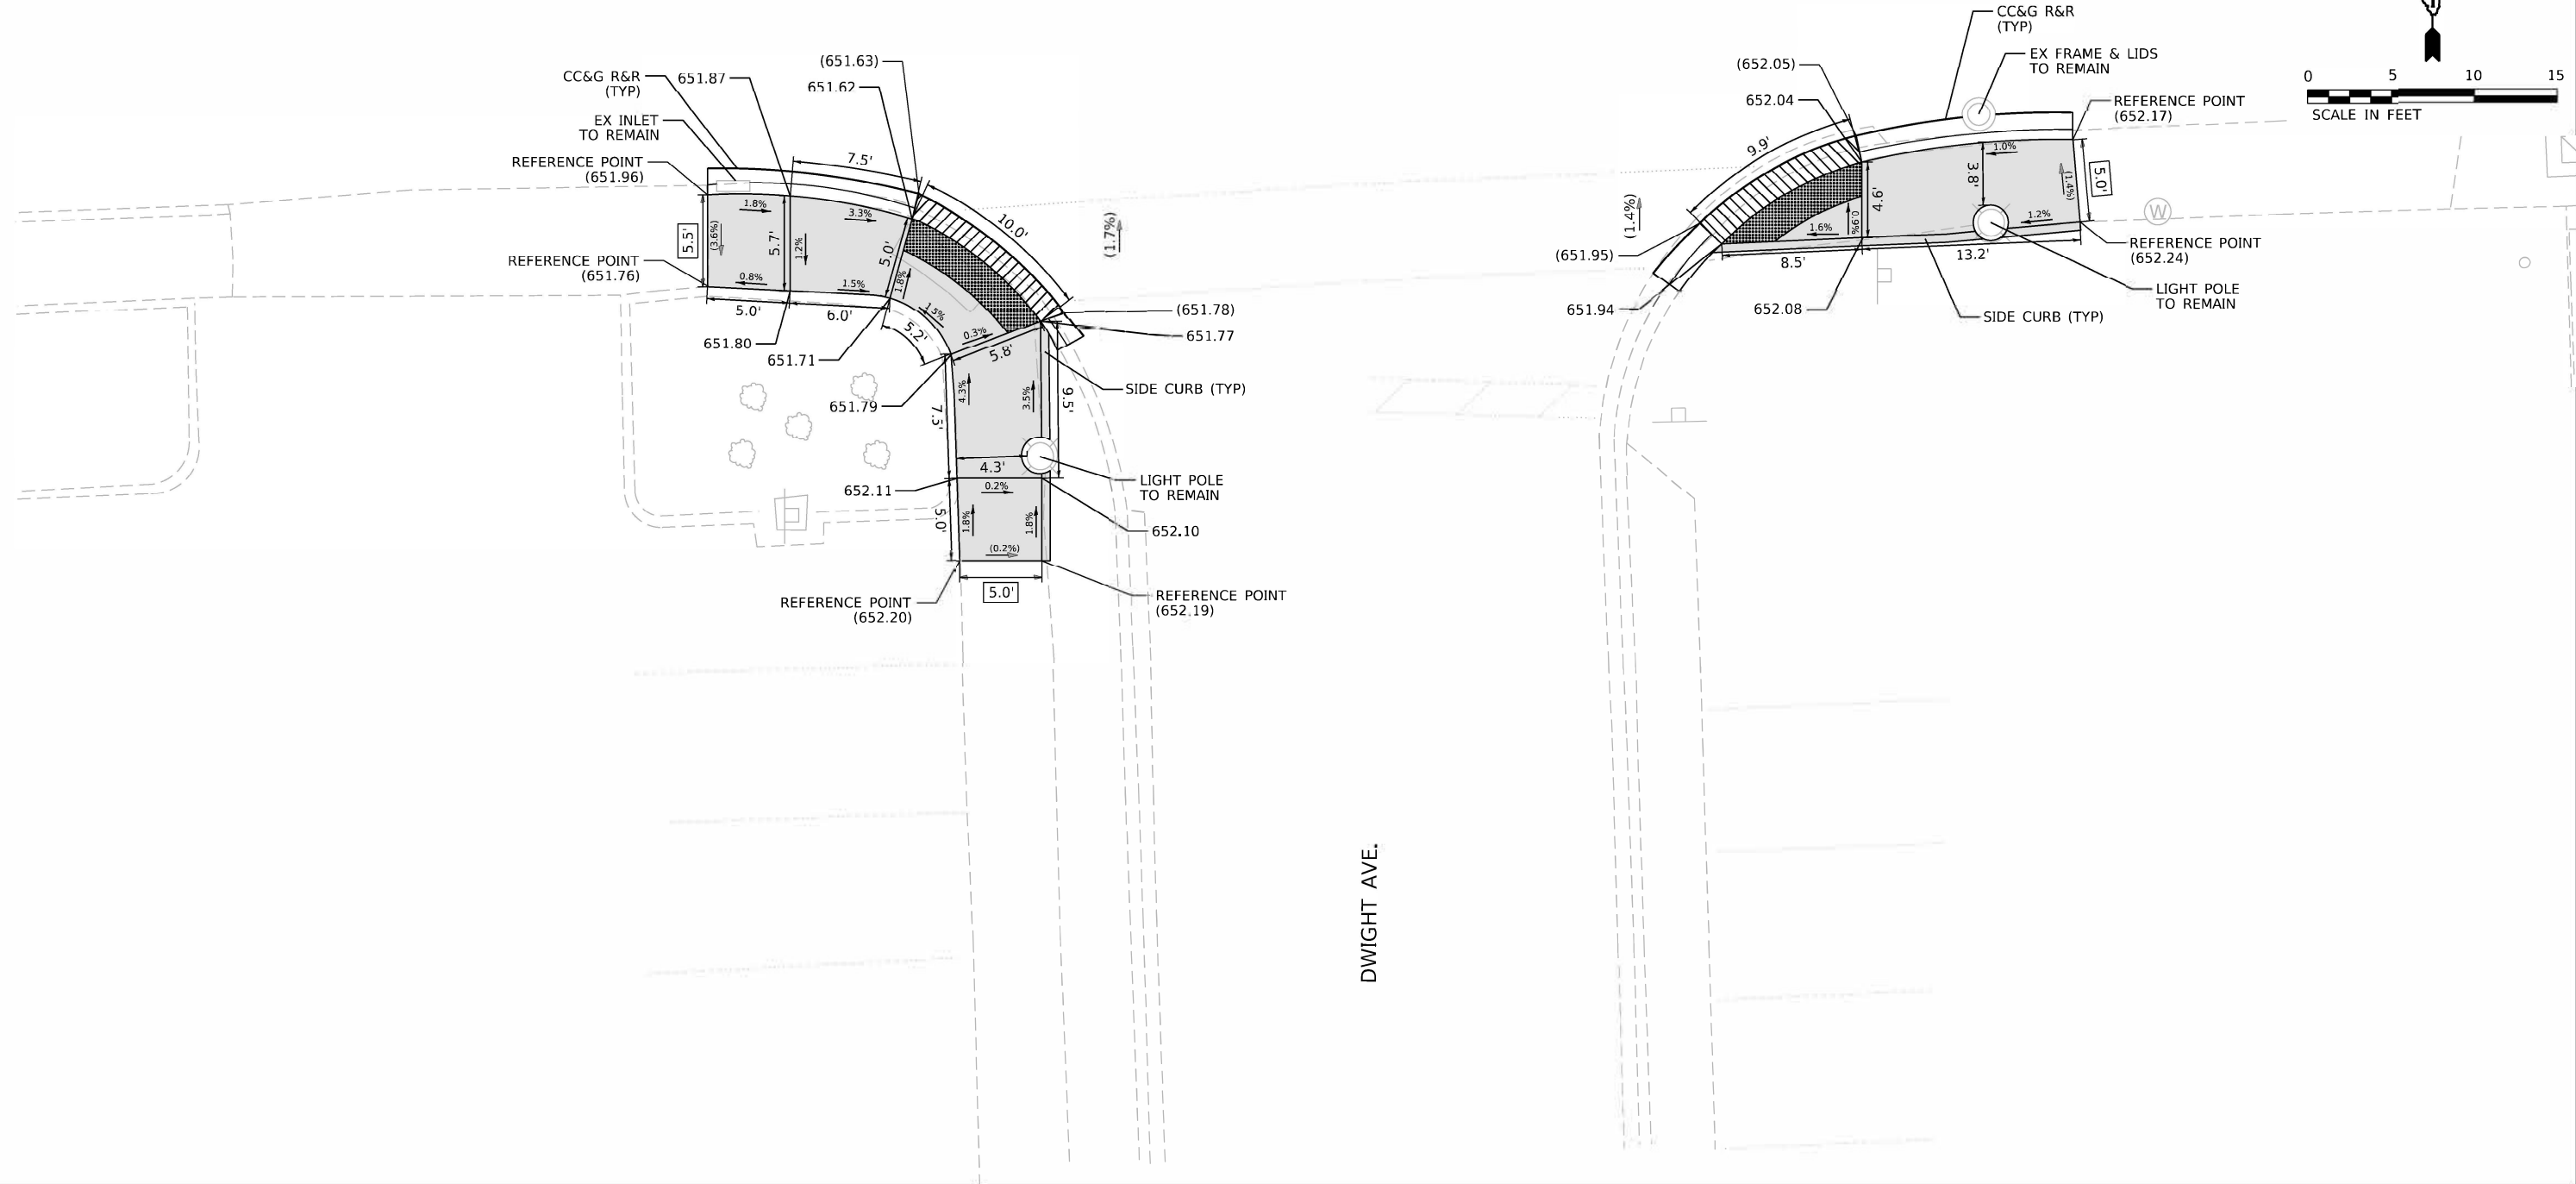 CC&G R&R
(TYP)
651.87
(651.63)
651.62
EX INLET
TO REMAIN
REFERENCE POINT
(651.96)
REFERENCE POINT
(651.76)
7.5'
10.0'
1.8%
3.3%
5.5'
(3.6%)
5.7'
1.2%
5.0'
1.8%
0.8%
1.5%
5.0'
6.0'
1.5%
5.2'
0.3%
5.8'
651.80
651.71
651.79
(651.78)
651.77
SIDE CURB (TYP)
4.3%
3.5%
7.5'
9.5'
4.3'
LIGHT POLE
TO REMAIN
652.11
0.2%
652.10
5.0'
1.8%
1.8%
(0.2%)
5.0'
REFERENCE POINT
(652.20)
REFERENCE POINT
(652.19)
(1.7%)
(1.4%)
DWIGHT AVE.
CC&G R&R
(TYP)
EX FRAME & LIDS
TO REMAIN
(652.05)
652.04
REFERENCE POINT
(652.17)
9.9'
1.0%
3.8'
4.6'
(1.4%)
5.0'
0.9%
1.6%
1.2%
W
(651.95)
REFERENCE POINT
(652.24)
8.5'
13.2'
651.94
652.08
LIGHT POLE
TO REMAIN
SIDE CURB (TYP)
0 5 10 15
SCALE IN FEET